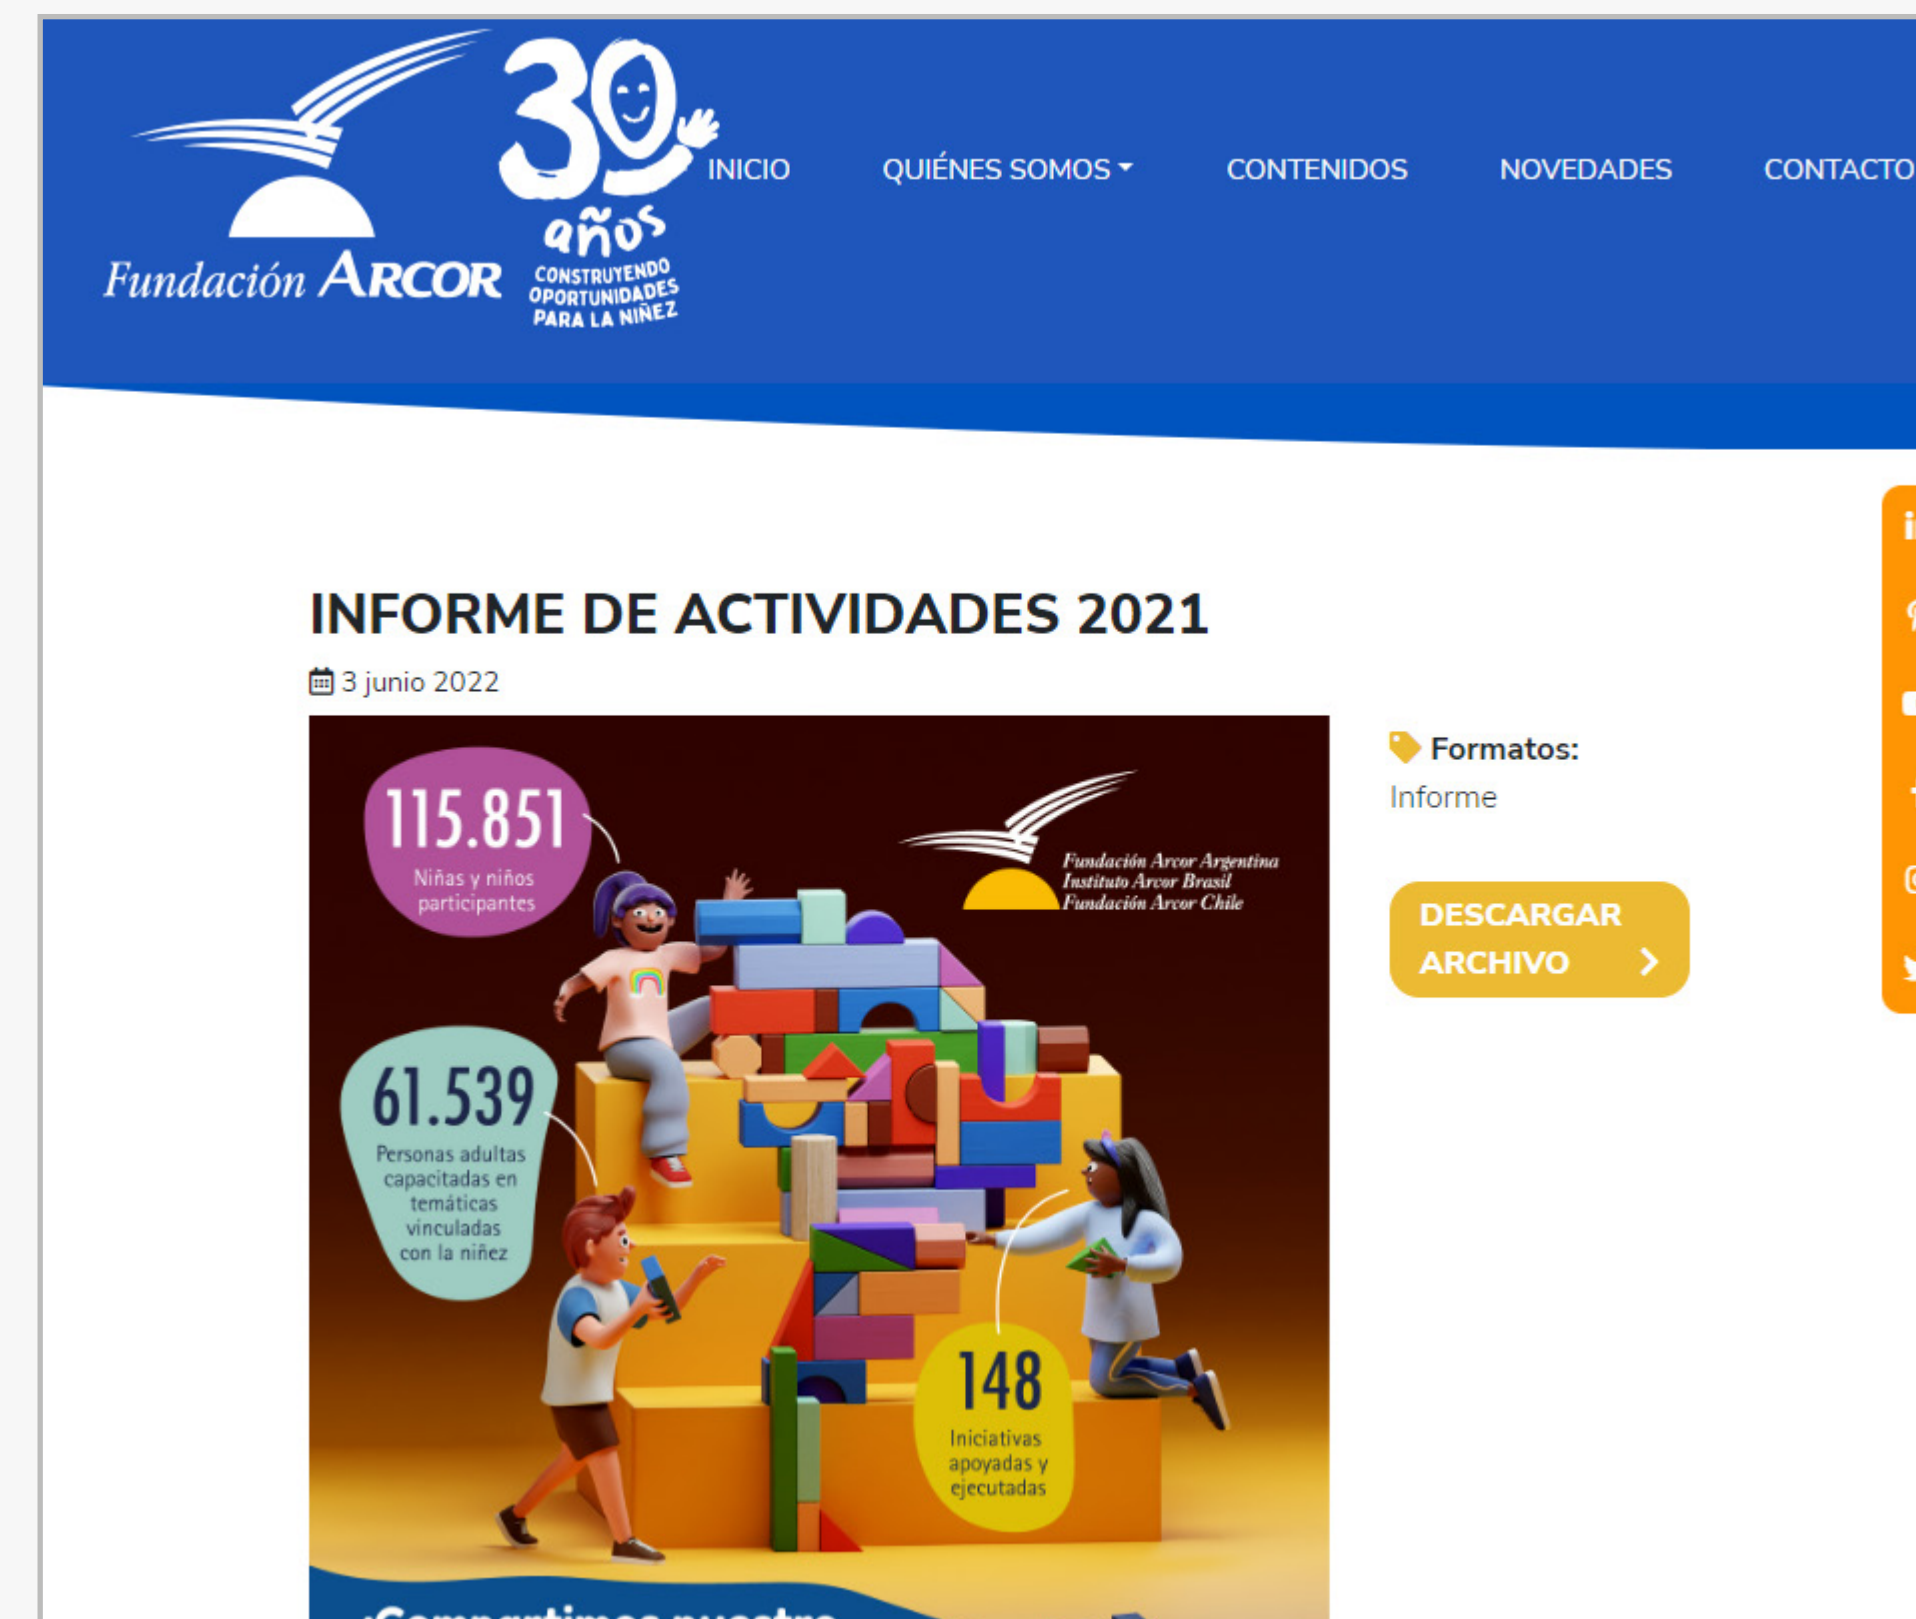 30
años
CONSTRUYENDO
OPORTUNIDADES
PARA LA NIÑEZ
Fundación ARCOR
INICIO
QUIÉNES SOMOS
CONTENIDOS
NOVEDADES
CONTACTO
INFORME DE ACTIVIDADES 2021
3 junio 2022
115.851
Niñas y niños
participantes
Fundación Arcor Argentina
Instituto Arcor Brasil
Fundación Arcor Chile
61.539
Personas adultas
capacitadas en
temáticas
vinculadas
con la niñez
148
Iniciativas
apoyadas y
ejecutadas
¡Compartimos nuestro
Formatos:
Informe
DESCARGAR
ARCHIVO